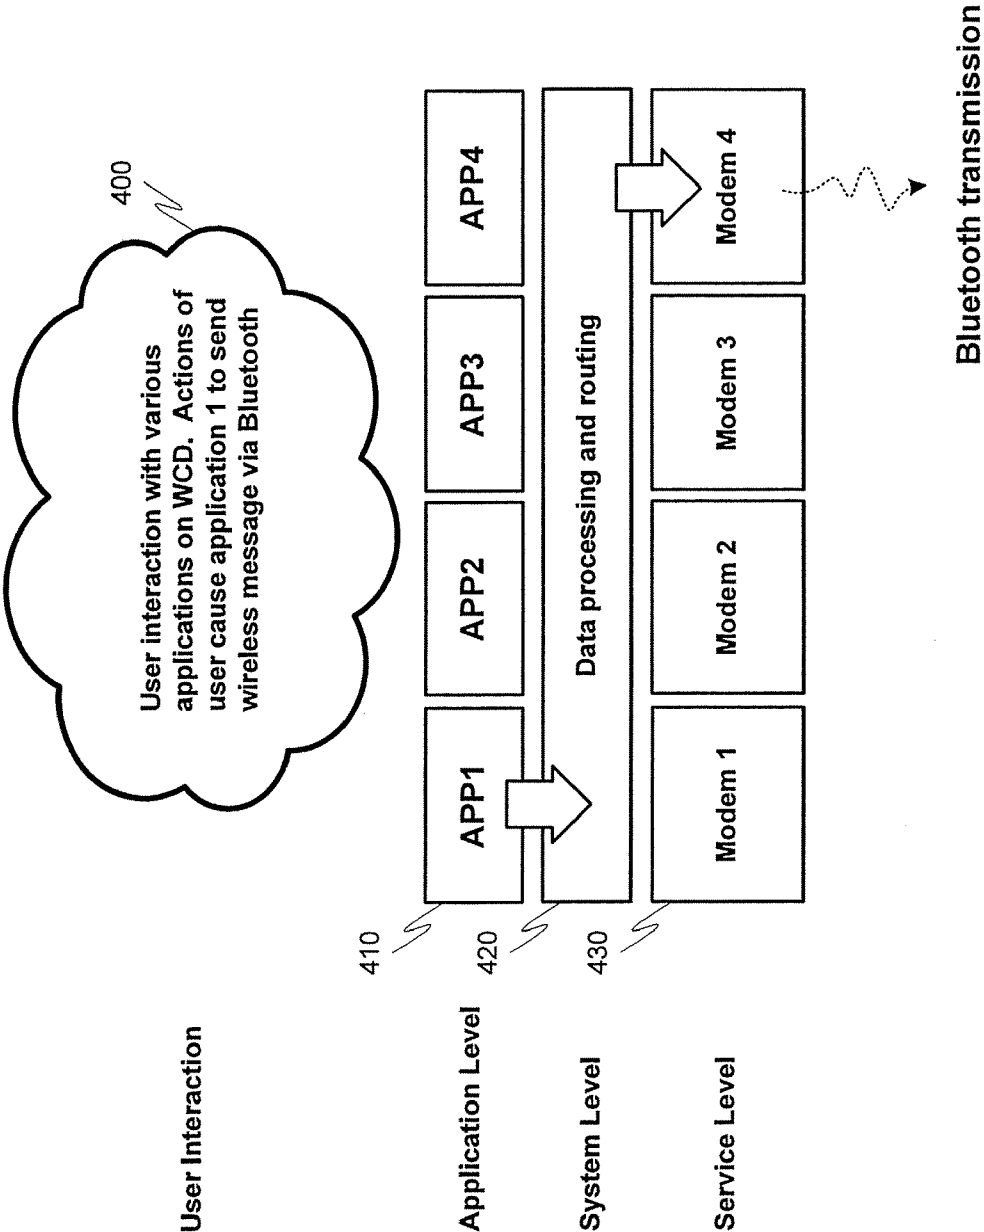 User Interaction
User interaction with various
applications on WCD. Actions of
user cause application 1 to send
wireless message via Bluetooth
400
Application Level
410
APP1
APP2
APP3
APP4
System Level
420
Data processing and routing
Service Level
430
Modem 1
Modem 2
Modem 3
Modem 4
Bluetooth transmission